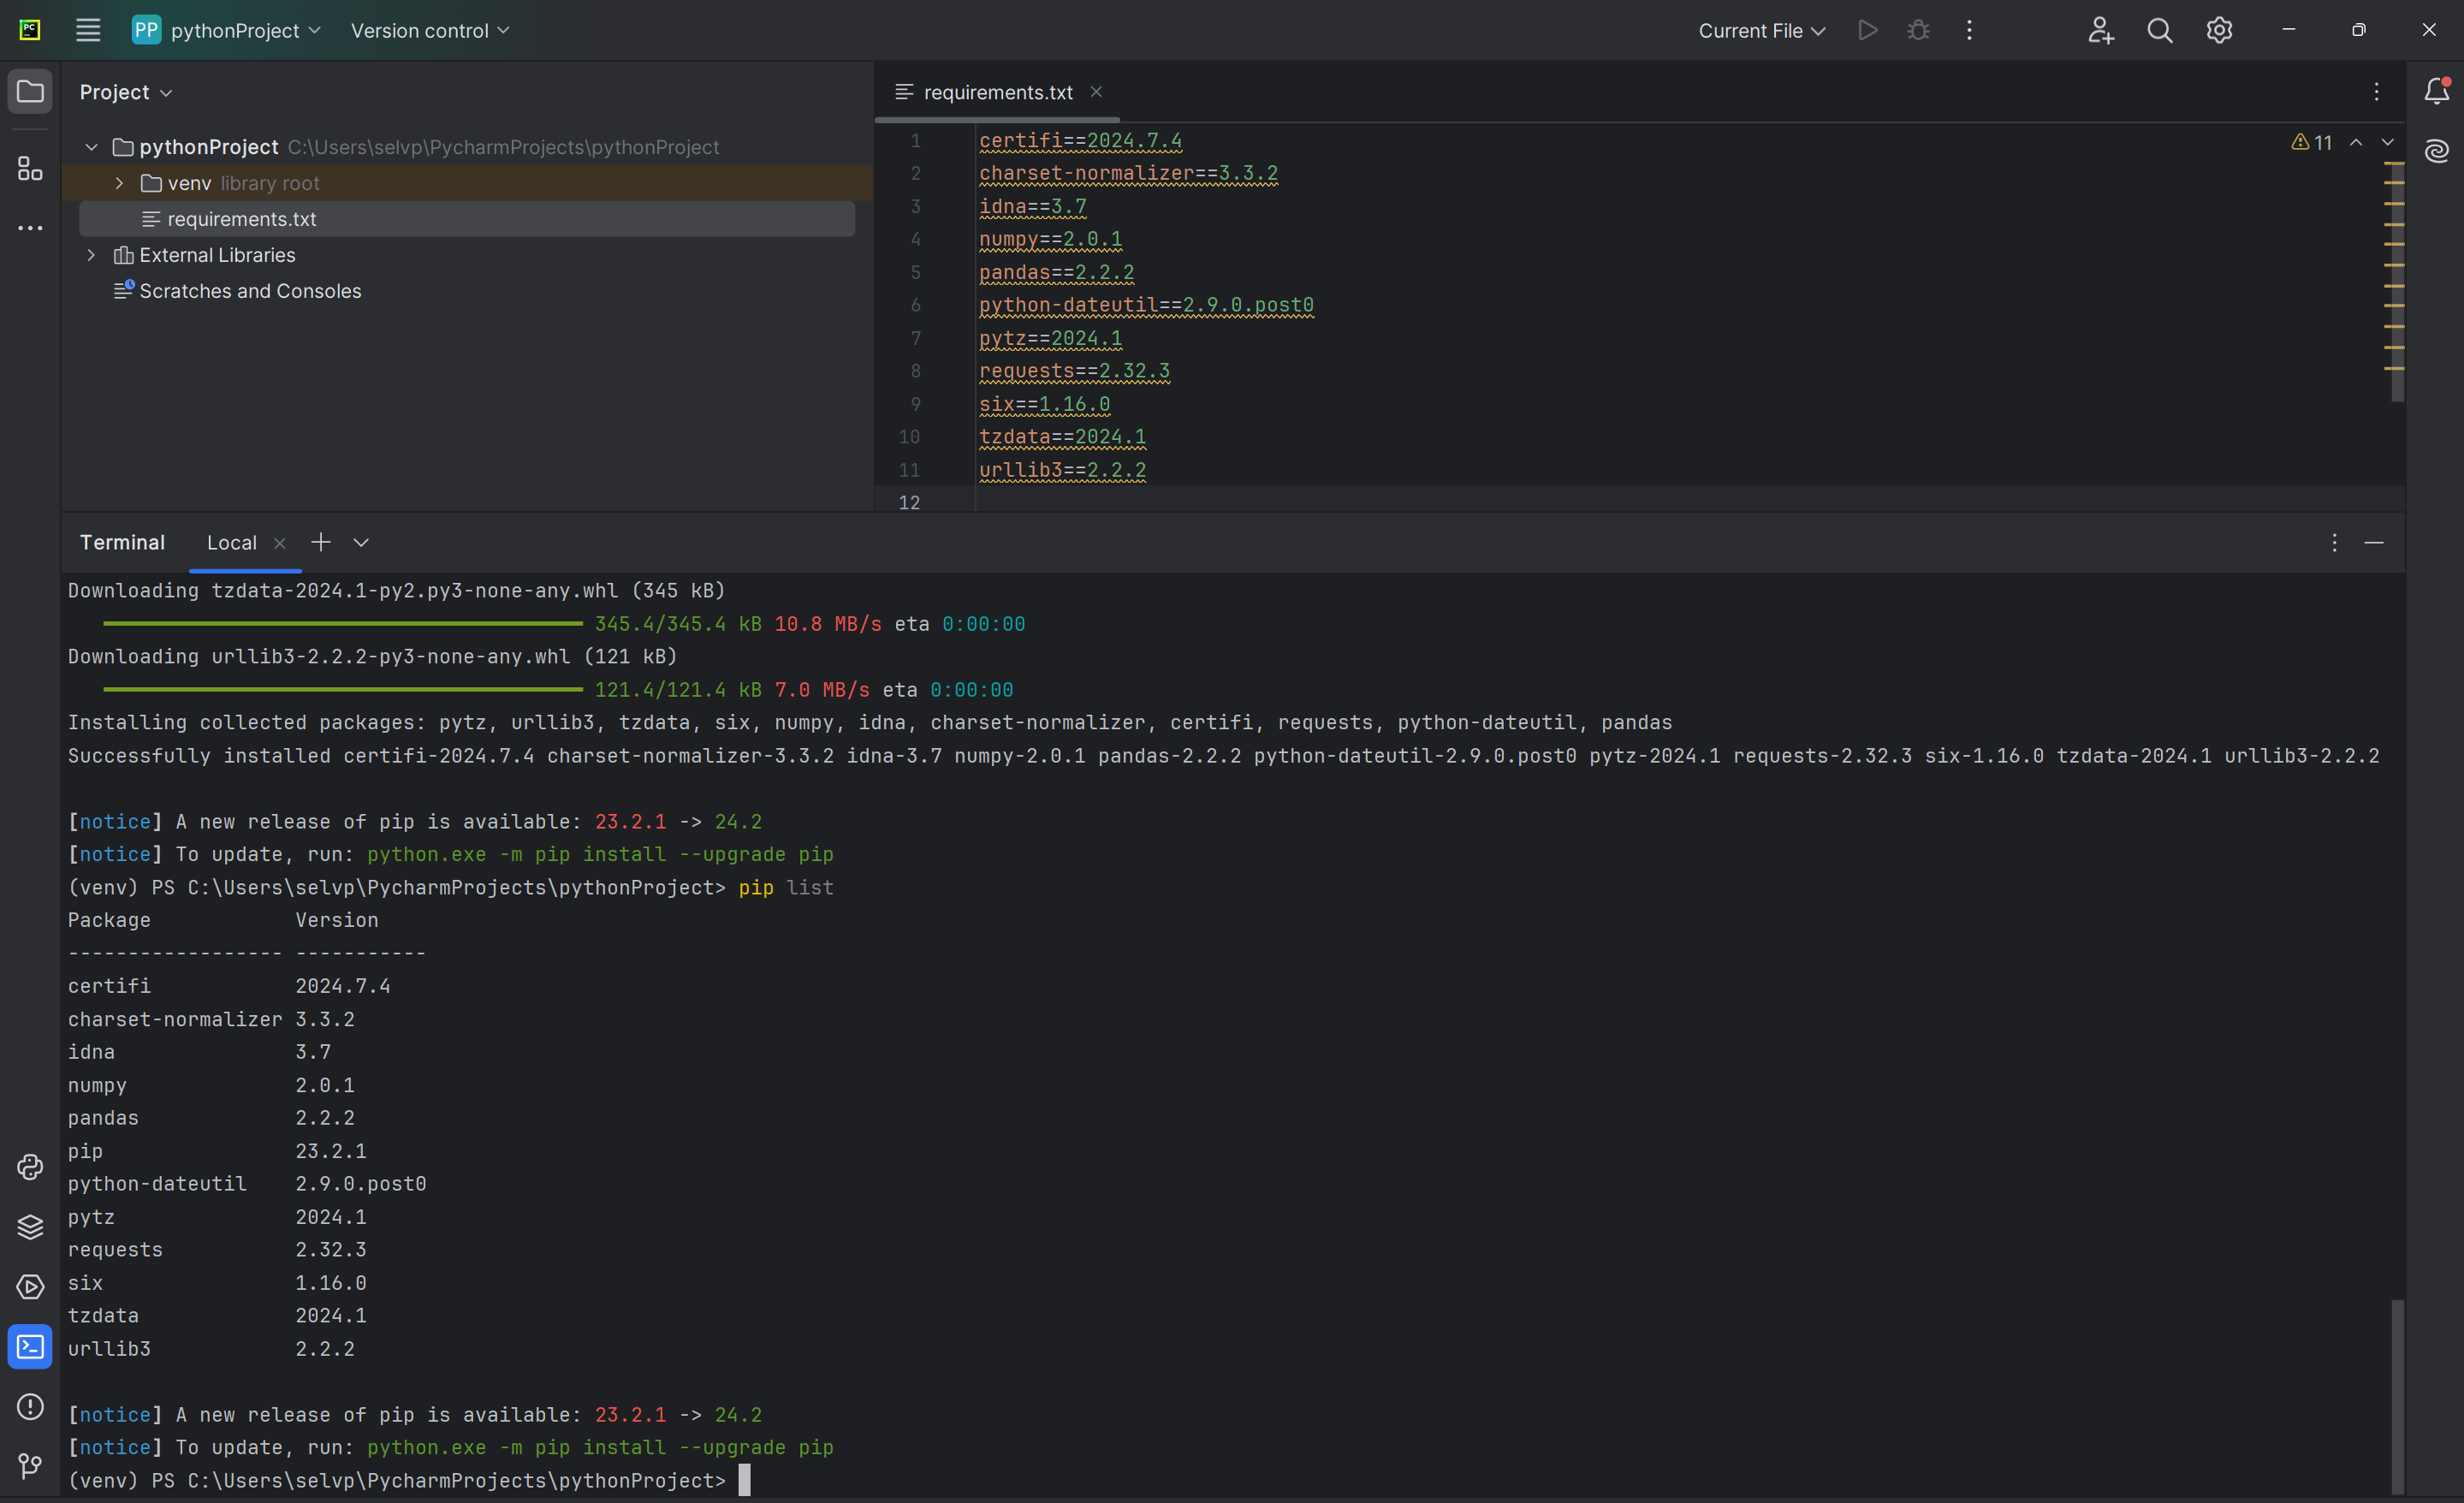 PC
PP pythonProject Version control Current File
Project
pythonProject C:\Users\selvp\PycharmProjects\pythonProject
venv library root
requirements.txt
External Libraries
Scratches and Consoles
requirements.txt
11
1 certifi==2024.7.4
2 charset-normalizer==3.3.2
3 idna==3.7
4 numpy==2.0.1
5 pandas==2.2.2
6 python-dateutil==2.9.0.post0
7 pytz==2024.1
8 requests==2.32.3
9 six==1.16.0
10 tzdata==2024.1
11 urllib3==2.2.2
12
Terminal Local
Downloading tzdata-2024.1-py2.py3-none-any.whl (345 kB)
345.4/345.4 kB 10.8 MB/s eta 0:00:00
Downloading urllib3-2.2.2-py3-none-any.whl (121 kB)
121.4/121.4 kB 7.0 MB/s eta 0:00:00
Installing collected packages: pytz, urllib3, tzdata, six, numpy, idna, charset-normalizer, certifi, requests, python-dateutil, pandas
Successfully installed certifi-2024.7.4 charset-normalizer-3.3.2 idna-3.7 numpy-2.0.1 pandas-2.2.2 python-dateutil-2.9.0.post0 pytz-2024.1 requests-2.32.3 six-1.16.0 tzdata-2024.1 urllib3-2.2.2
[notice] A new release of pip is available: 23.2.1 -> 24.2
[notice] To update, run: python.exe -m pip install --upgrade pip
(venv) PS C:\Users\selvp\PycharmProjects\pythonProject> pip list
Package Version
------------------ -----------
certifi 2024.7.4
charset-normalizer 3.3.2
idna 3.7
numpy 2.0.1
pandas 2.2.2
pip 23.2.1
python-dateutil 2.9.0.post0
pytz 2024.1
requests 2.32.3
six 1.16.0
tzdata 2024.1
urllib3 2.2.2
[notice] A new release of pip is available: 23.2.1 -> 24.2
[notice] To update, run: python.exe -m pip install --upgrade pip
(venv) PS C:\Users\selvp\PycharmProjects\pythonProject>